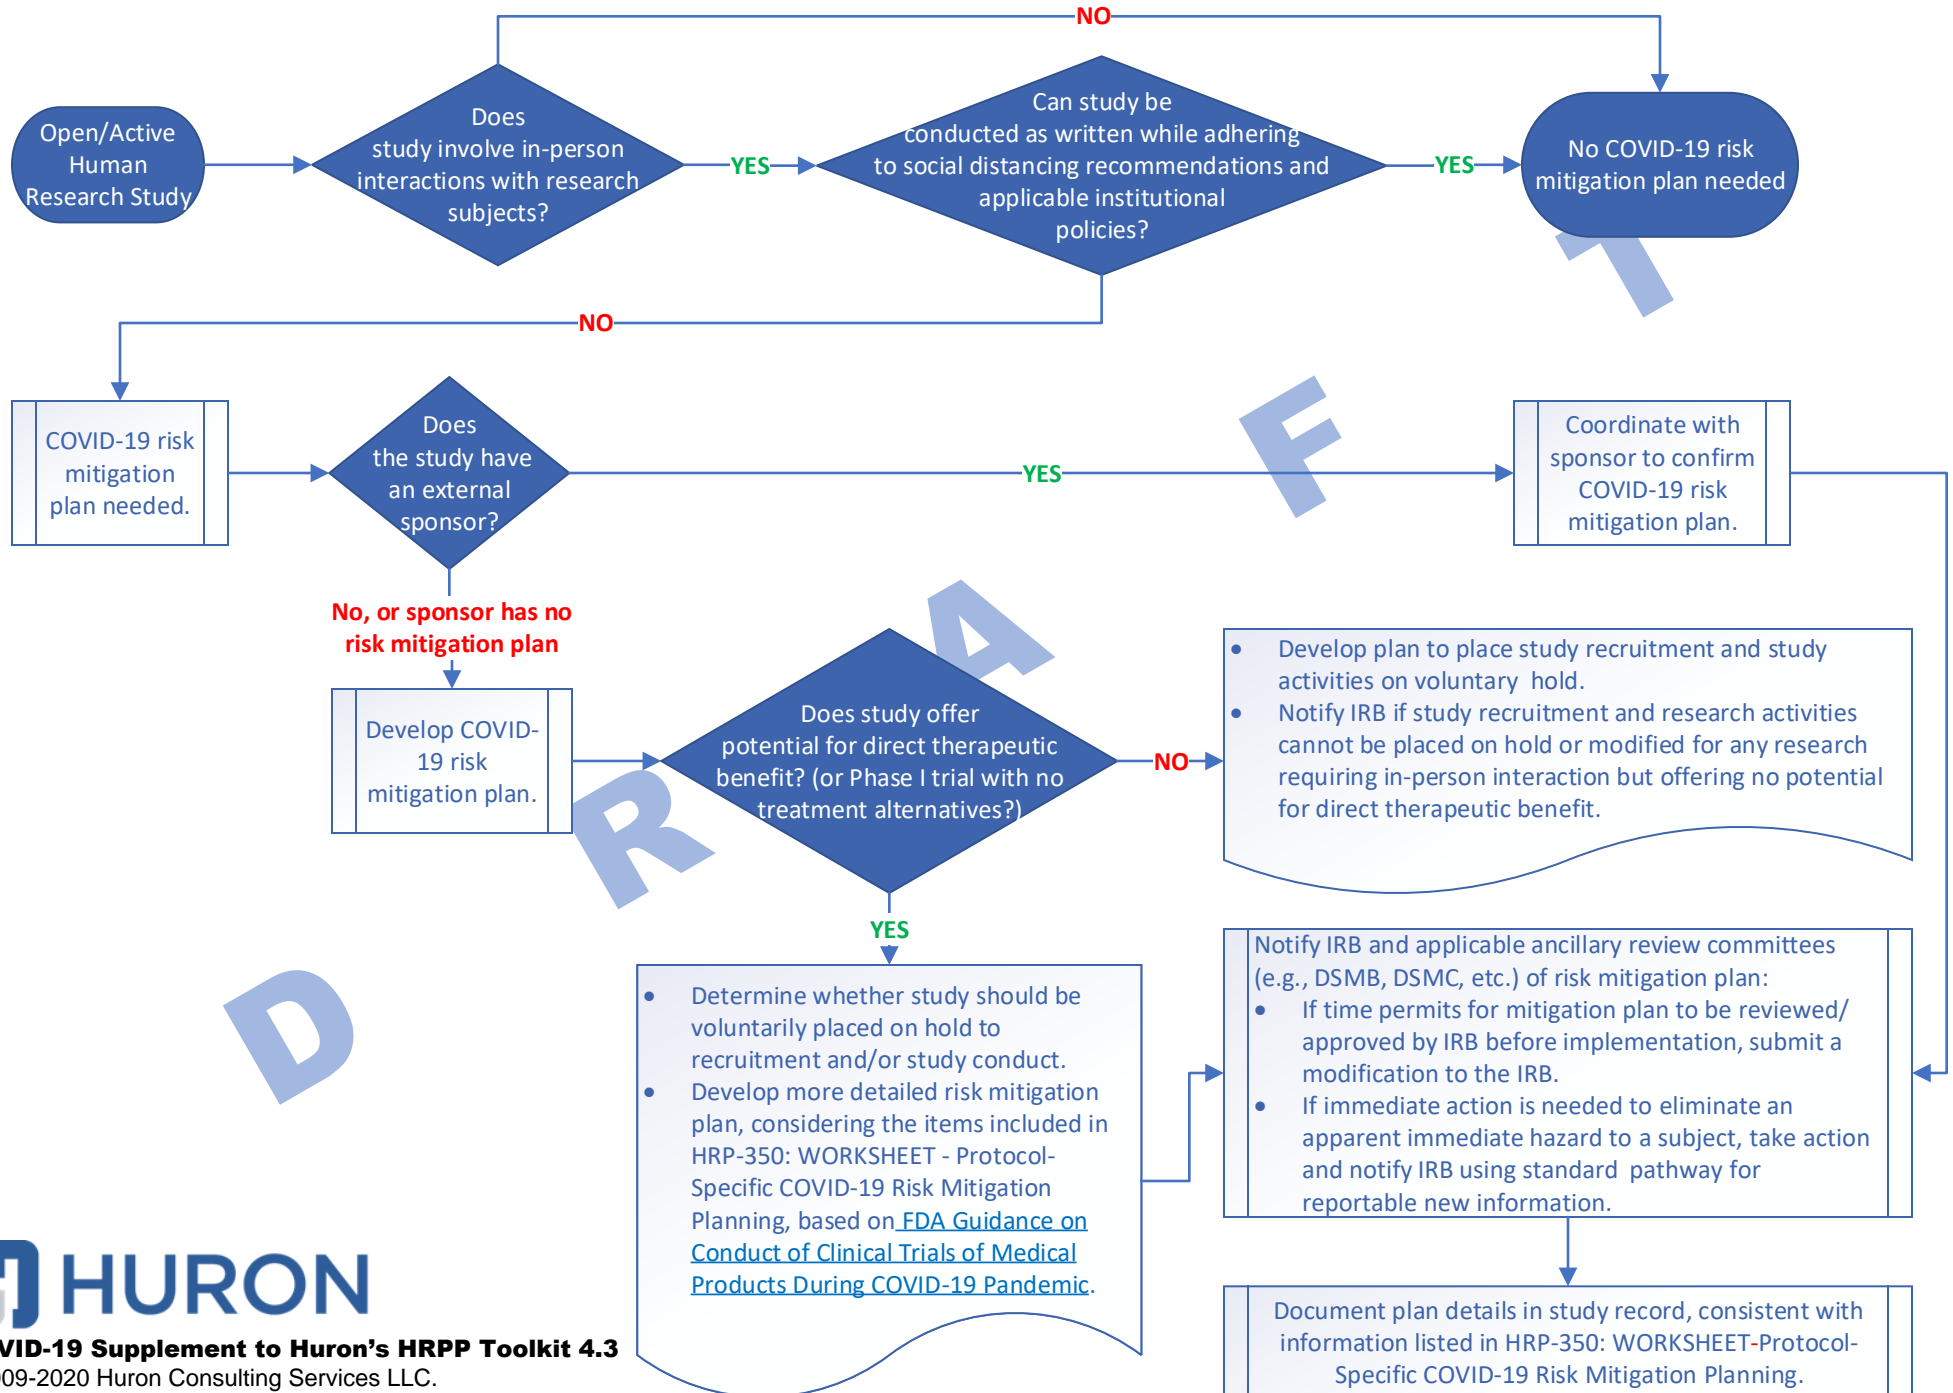 NO
Open/Active
Human
Research Study
Does
study involve in-person
interactions with research
subjects?
YES
Can study be
conducted as written while adhering
to social distancing recommendations and
applicable institutional
policies?
YES
No COVID-19 risk
mitigation plan needed
NO
COVID-19 risk
mitigation
plan needed.
Does
the study have
an external
sponsor?
YES
Coordinate with
sponsor to confirm
COVID-19 risk
mitigation plan.
No, or sponsor has no
risk mitigation plan
Develop COVID-
19 risk
mitigation plan.
Does study offer
potential for direct therapeutic
benefit? (or Phase I trial with no
treatment alternatives?)
NO
• Develop plan to place study recruitment and study
activities on voluntary hold.
• Notify IRB if study recruitment and research activities
cannot be placed on hold or modified for any research
requiring in-person interaction but offering no potential
for direct therapeutic benefit.
YES
• Determine whether study should be
voluntarily placed on hold to
recruitment and/or study conduct.
• Develop more detailed risk mitigation
plan, considering the items included in
HRP-350: WORKSHEET - Protocol-
Specific COVID-19 Risk Mitigation
Planning, based on FDA Guidance on
Conduct of Clinical Trials of Medical
Products During COVID-19 Pandemic.
Notify IRB and applicable ancillary review committees
(e.g., DSMB, DSMC, etc.) of risk mitigation plan:
• If time permits for mitigation plan to be reviewed/
approved by IRB before implementation, submit a
modification to the IRB.
• If immediate action is needed to eliminate an
apparent immediate hazard to a subject, take action
and notify IRB using standard pathway for
reportable new information.
Document plan details in study record, consistent with
information listed in HRP-350: WORKSHEET-Protocol-
Specific COVID-19 Risk Mitigation Planning.
DRAFT
HURON
VID-19 Supplement to Huron's HRPP Toolkit 4.3
09-2020 Huron Consulting Services LLC.